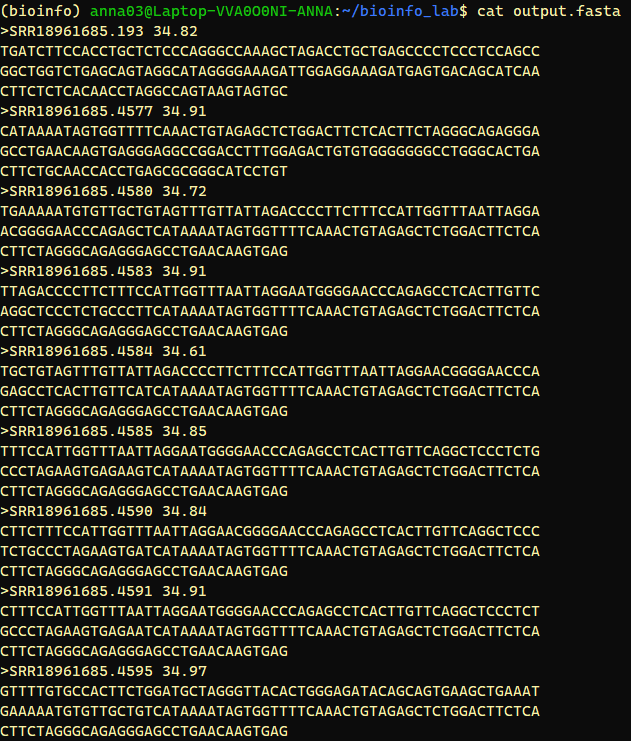 (bioinfo) anna03@Laptop-VVA0O0NI-ANNA:~/bioinfo_lab$ cat output.fasta
>SRR18961685.193 34.82
TGATCTTCCACCTGCTCTCCCAGGGCCAAAGCTAGACCTGCTGAGCCCCTCCCTCCAGCC
GGCTGGTCTGAGCAGTAGGCATAGGGGAAAGATTGGAGGAAAGATGAGTGACAGCATCAA
CTTCTCTCACAACCTAGGCCAGTAAGTAGTGC
>SRR18961685.4577 34.91
CATAAAATAGTGGTTTTCAAACTGTAGAGCTCTGGACTTCTCACTTCTAGGGCAGAGGGA
GCCTGAACAAGTGAGGGAGGCCGGACCTTTGGAGACTGTGTGGGGGGGCCTGGGCACTGA
CTTCTGCAACCACCTGAGCGCGGGCATCCTGT
>SRR18961685.4580 34.72
TGAAAAATGTGTTGCTGTAGTTTGTTATTAGACCCCTTCTTTCCATTGGTTTAATTAGGA
ACGGGGAACCCAGAGCTCATAAAATAGTGGTTTTCAAACTGTAGAGCTCTGGACTTCTCA
CTTCTAGGGCAGAGGGAGCCTGAACAAGTGAG
>SRR18961685.4583 34.91
TTAGACCCCTTCTTTCCATTGGTTTAATTAGGAATGGGGAACCCAGAGCCTCACTTGTTC
AGGCTCCCTCTGCCCTTCATAAAATAGTGGTTTTCAAACTGTAGAGCTCTGGACTTCTCA
CTTCTAGGGCAGAGGGAGCCTGAACAAGTGAG
>SRR18961685.4584 34.61
TGCTGTAGTTTGTTATTAGACCCCTTCTTTCCATTGGTTTAATTAGGAACGGGGAACCCA
GAGCCTCACTTGTTCATCATAAAATAGTGGTTTTCAAACTGTAGAGCTCTGGACTTCTCA
CTTCTAGGGCAGAGGGAGCCTGAACAAGTGAG
>SRR18961685.4585 34.85
TTTCCATTGGTTTAATTAGGAATGGGGAACCCAGAGCCTCACTTGTTCAGGCTCCCTCTG
CCCTAGAAGTGAGAAGTCATAAAATAGTGGTTTTCAAACTGTAGAGCTCTGGACTTCTCA
CTTCTAGGGCAGAGGGAGCCTGAACAAGTGAG
>SRR18961685.4590 34.84
CTTCTTTCCATTGGTTTAATTAGGAACGGGGAACCCAGAGCCTCACTTGTTCAGGCTCCC
TCTGCCCTAGAAGTGATCATAAAATAGTGGTTTTCAAACTGTAGAGCTCTGGACTTCTCA
CTTCTAGGGCAGAGGGAGCCTGAACAAGTGAG
>SRR18961685.4591 34.91
CTTTCCATTGGTTTAATTAGGAATGGGGAACCCAGAGCCTCACTTGTTCAGGCTCCCTCT
GCCCTAGAAGTGAGAATCATAAAATAGTGGTTTTCAAACTGTAGAGCTCTGGACTTCTCA
CTTCTAGGGCAGAGGGAGCCTGAACAAGTGAG
>SRR18961685.4595 34.97
GTTTTGTGCCACTTCTGGATGCTAGGGTTACACTGGGAGATACAGCAGTGAAGCTGAAAT
GAAAAATGTGTTGCTGTCATAAAATAGTGGTTTTCAAACTGTAGAGCTCTGGACTTCTCA
CTTCTAGGGCAGAGGGAGCCTGAACAAGTGAG